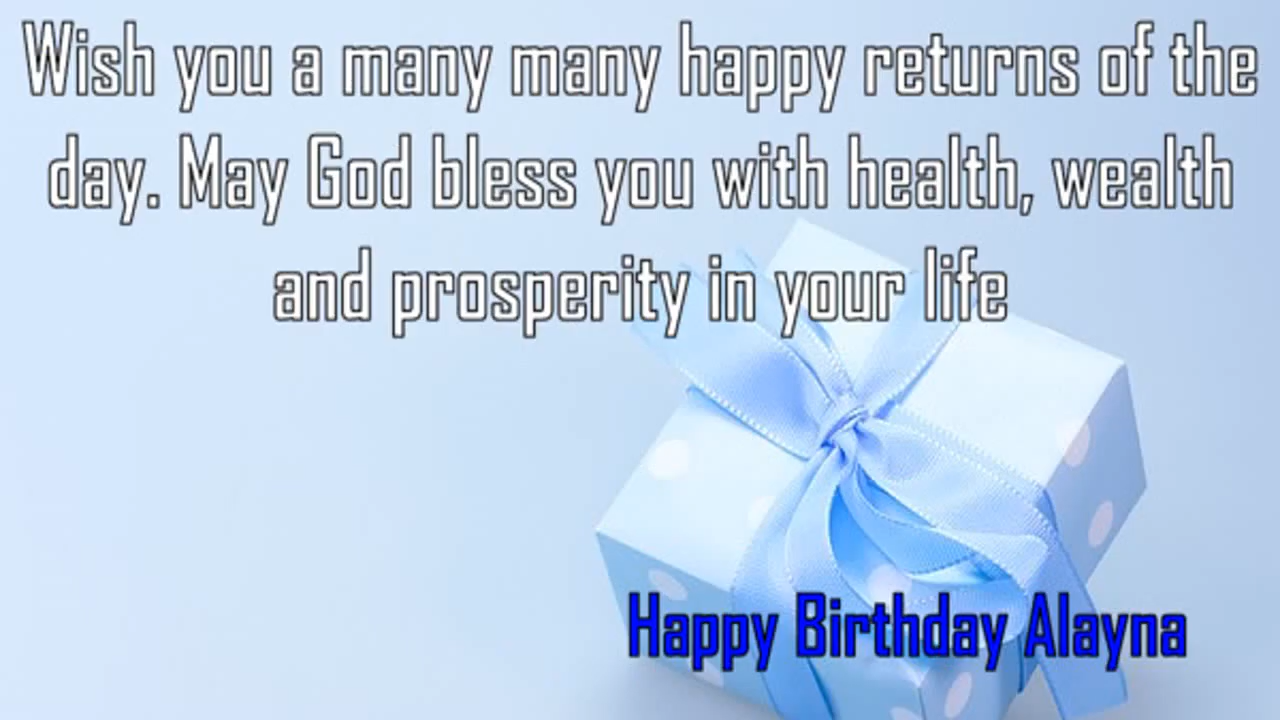 Wish you a many many happy returns of the
day. May God bless you with health, wealth
and prosperity in your life
Happy Birthday Alayna